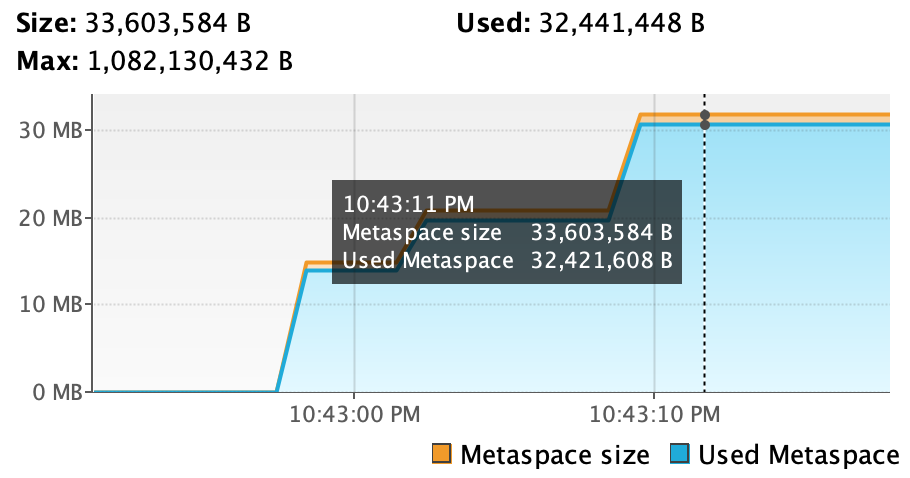 Size: 33,603,584 B Used: 32,441,448 B
Max: 1,082,130,432 B
30 MB
20 MB
10 MB
0 MB
10:43:11 PM
Metaspace size 33,603,584 B
Used Metaspace 32,421,608 B
10:43:00 PM 10:43:10 PM
Metaspace size Used Metaspace